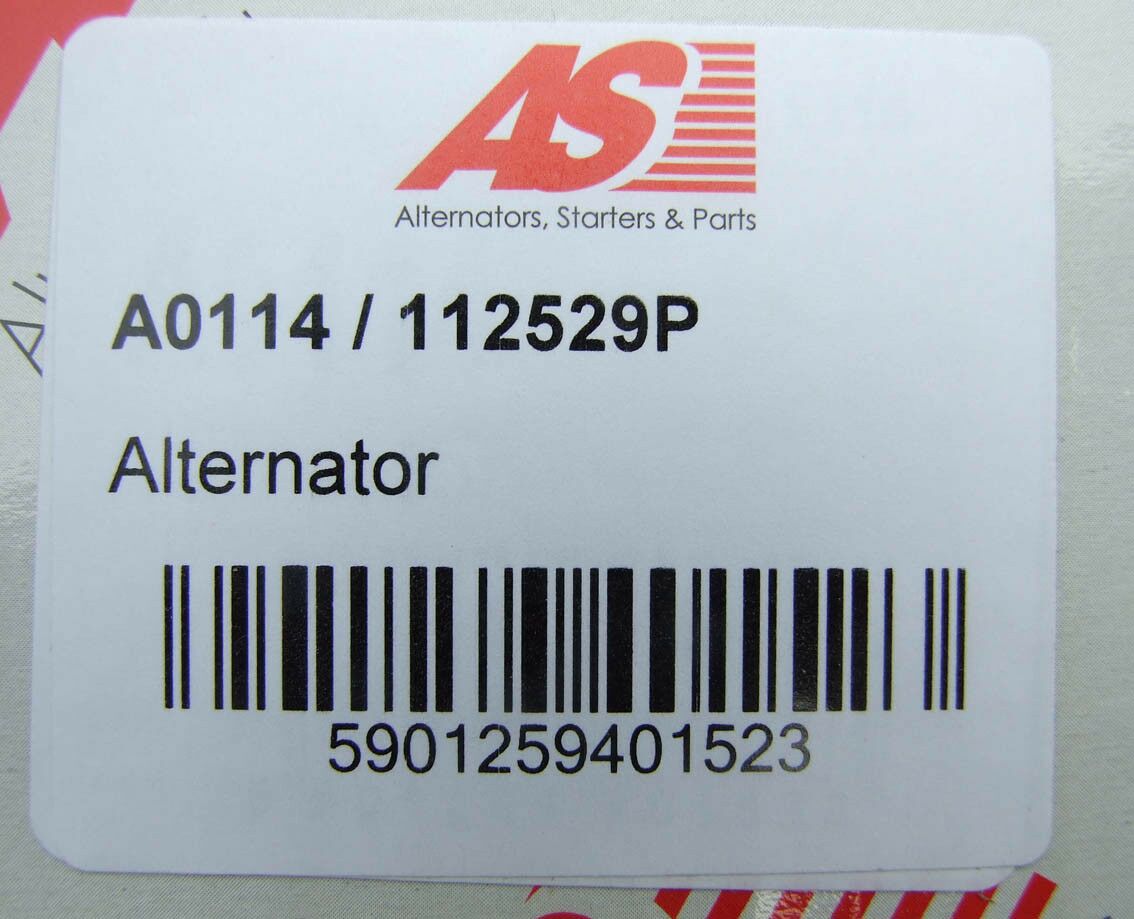 AS
Alternators, Starters & Parts
A0114 / 112529P
Alternator
5901259401523